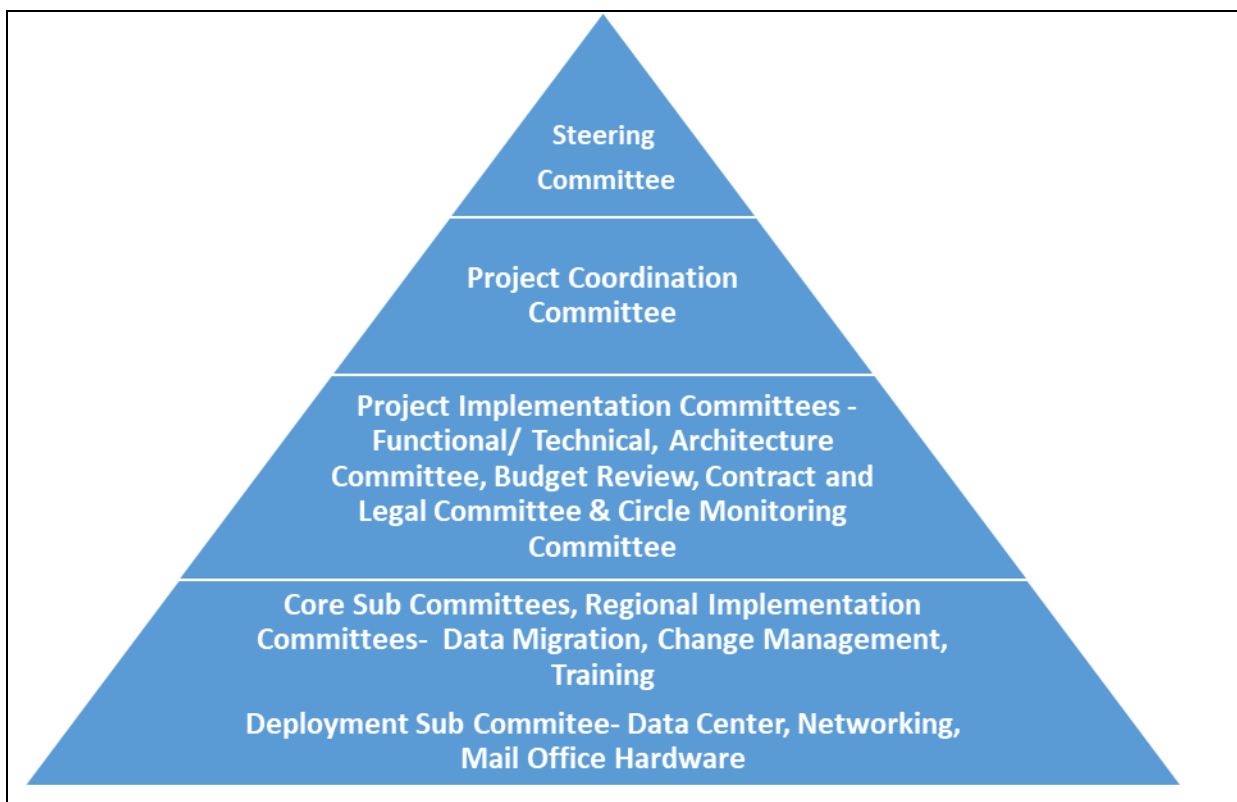 Steering
Committee
Project Coordination
Committee
Project Implementation Committees -
Functional/ Technical, Architecture
Committee, Budget Review, Contract and
Legal Committee & Circle Monitoring
Committee
Core Sub Committees, Regional Implementation
Committees-  Data Migration, Change Management,
Training
Deployment Sub Commitee- Data Center, Networking,
Mail Office Hardware